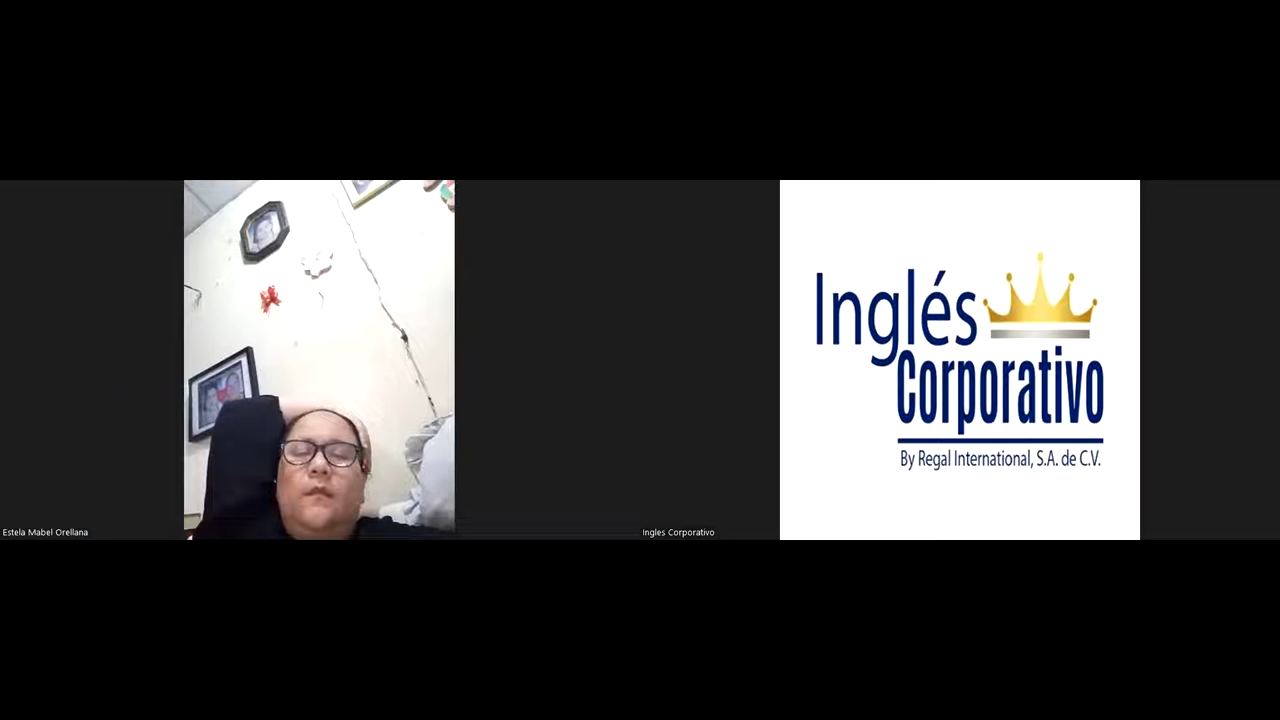 Inglés
Corporativo
By Regal International, S.A. de C.V.
Estela Mabel Orellana
Ingles Corporativo